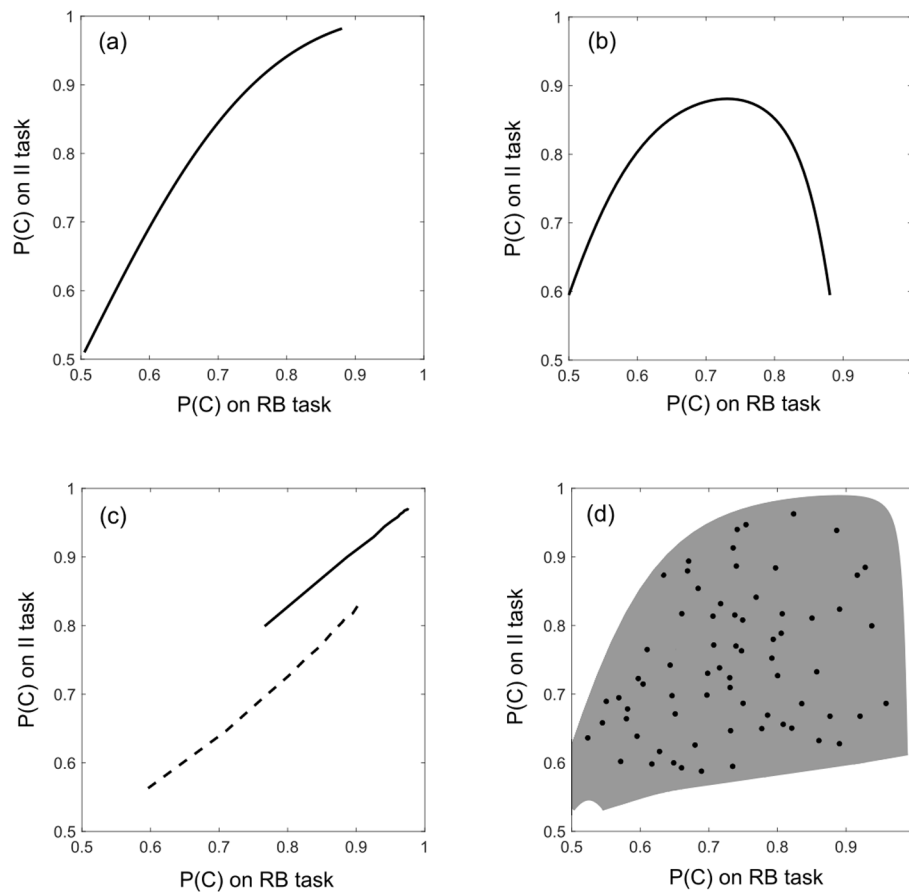 (a)
1
0.9
0.8
0.7
0.6
0.5
P(C) on II task
0.5 0.6 0.7 0.8 0.9 1
P(C) on RB task
(b)
1
0.9
0.8
0.7
0.6
0.5
P(C) on II task
0.5 0.6 0.7 0.8 0.9
P(C) on RB task
(c)
1
0.9
0.8
0.7
0.6
0.5
P(C) on II task
0.5 0.6 0.7 0.8 0.9 1
P(C) on RB task
(d)
1
0.9
0.8
0.7
0.6
0.5
P(C) on II task
0.5 0.6 0.7 0.8 0.9
P(C) on RB task